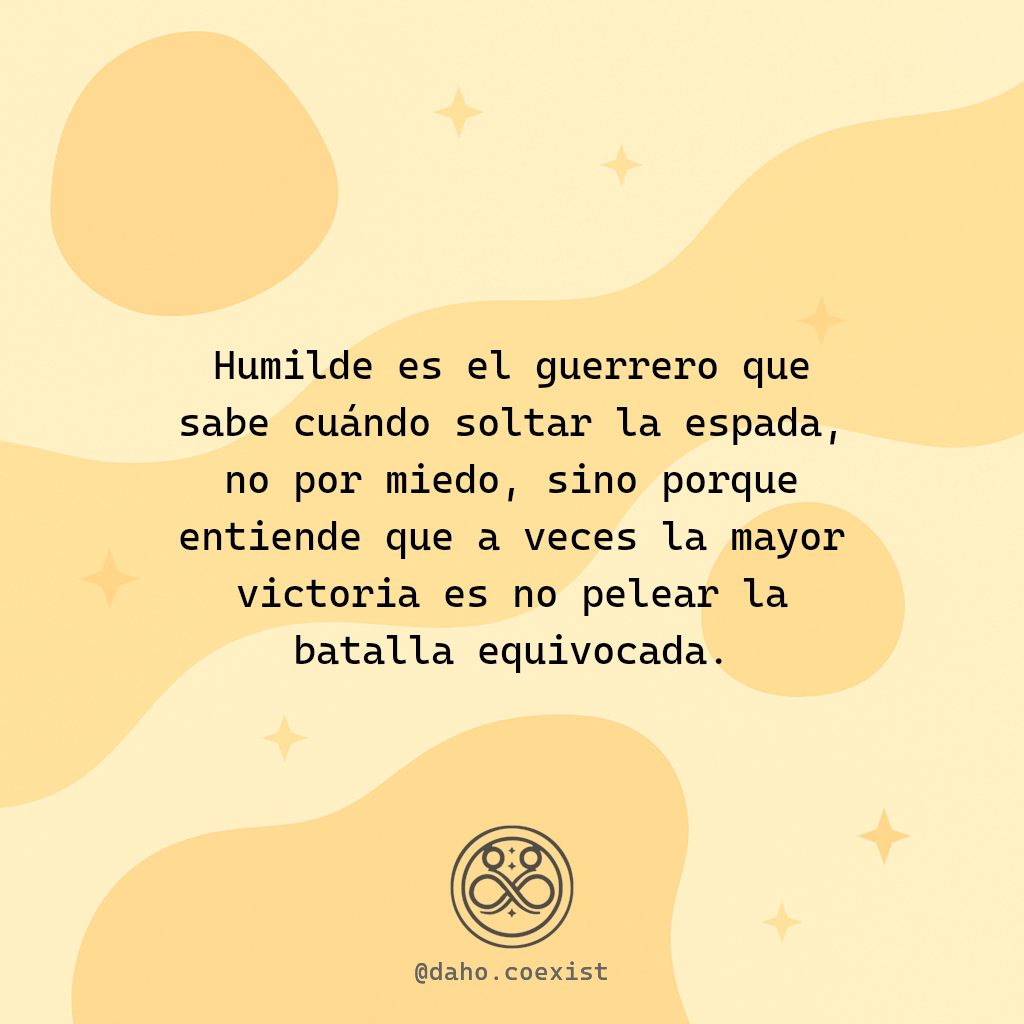 Humilde es el guerrero que
sabe cuándo soltar la espada,
no por miedo, sino porque
entiende que a veces la mayor
victoria es no pelear la
batalla equivocada.
@daho.coexist